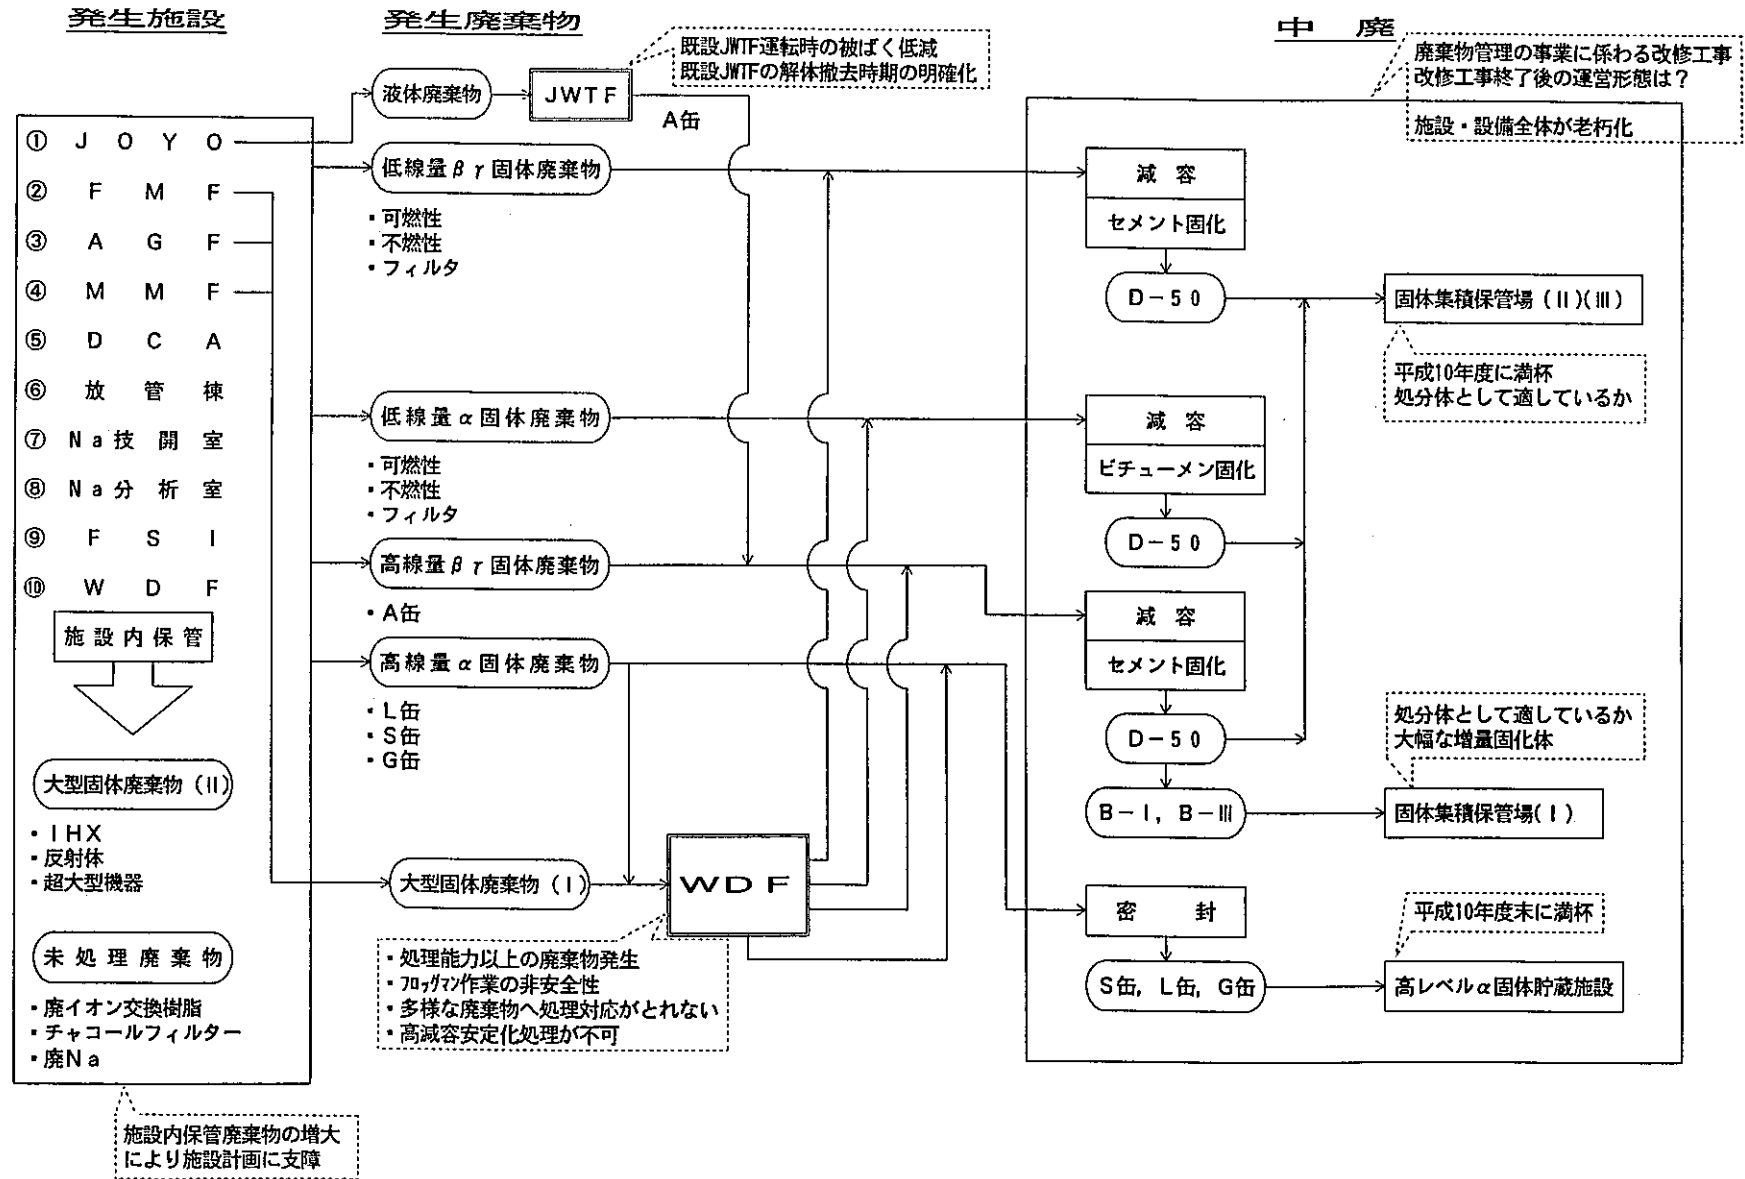 発生施設
① JOYO
② FMF
③ AGF
④ MMF
⑤ DCA
⑥ 放管棟
⑦ Na技開室
⑧ Na分析室
⑨ FSI
⑩ WDF
施設内保管
大型固体廃棄物(II)
・IHX
・反射体
・超大型機器
未処理廃棄物
・廃イオン交換樹脂
・チャコールフィルター
・廃Na
施設内保管廃棄物の増大
により施設計画に支障
発生廃棄物
液体廃棄物
JWTF
A缶
既設JWTF運転時の被ばく低減
既設JWTFの解体撤去時期の明確化
低線量βγ固体廃棄物
・可燃性
・不燃性
・フィルタ
低線量α固体廃棄物
・可燃性
・不燃性
・フィルタ
高線量βγ固体廃棄物
・A缶
高線量α固体廃棄物
・L缶
・S缶
・G缶
大型固体廃棄物(I)
WDF
・処理能力以上の廃棄物発生
・フロッグマン作業の非安全性
・多様な廃棄物へ処理対応がとれない
・高減容安定化処理が不可
中 廃
廃棄物管理の事業に係わる改修工事
改修工事終了後の運営形態は?
施設・設備全体が老朽化
減容
セメント固化
D-50
固体集積保管場(II)(III)
平成10年度に満杯
処分体として適しているか
減容
ビチューメン固化
D-50
減容
セメント固化
D-50
B-I, B-III
処分体として適しているか
大幅な増量固化体
固体集積保管場(I)
密封
S缶, L缶, G缶
平成10年度末に満杯
高レベルα固体貯蔵施設